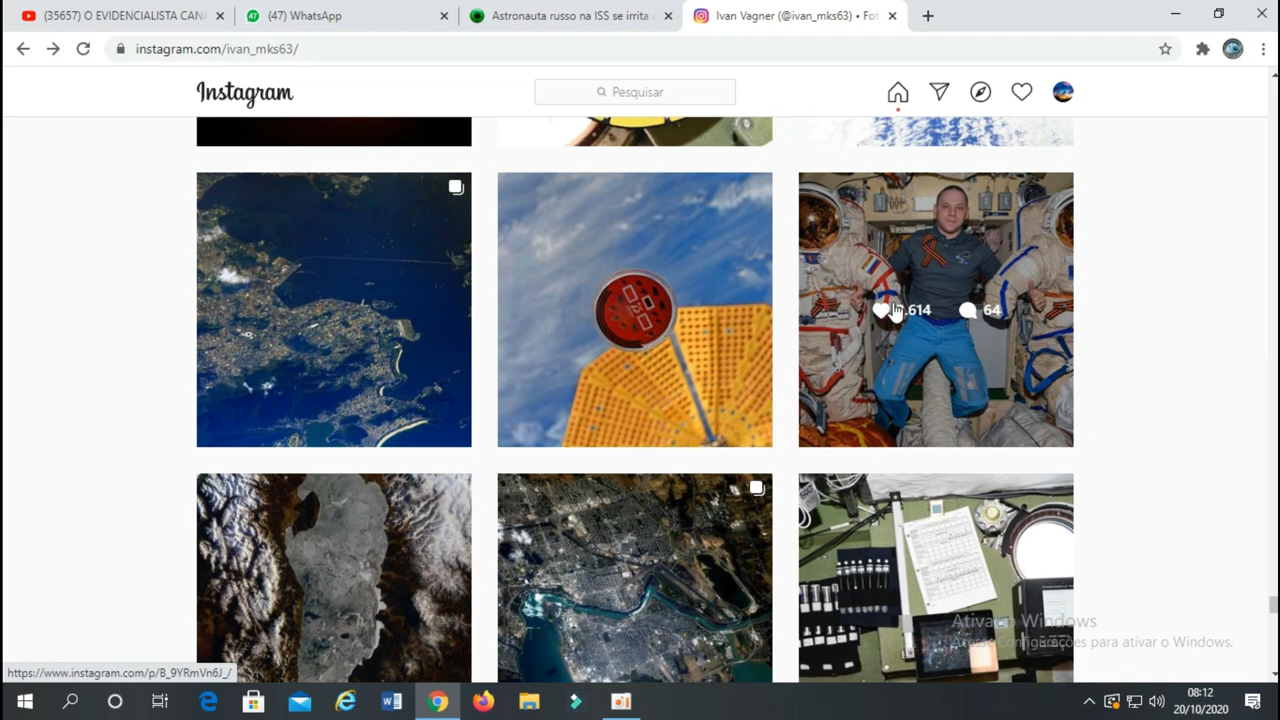 (35657) O EVIDENCIALISTA CANA
(47) WhatsApp
Astronauta russo na ISS se irrita
Ivan Vagner (@ivan_mks63) • Fot
instagram.com/ivan_mks63/
Instagram
Pesquisar
.614
64
Ativar o Windows
Acesse Configurações para ativar o Windows.
https://www.instagram.com/p/B_9YRmVn6J_/
08:12
20/10/2020